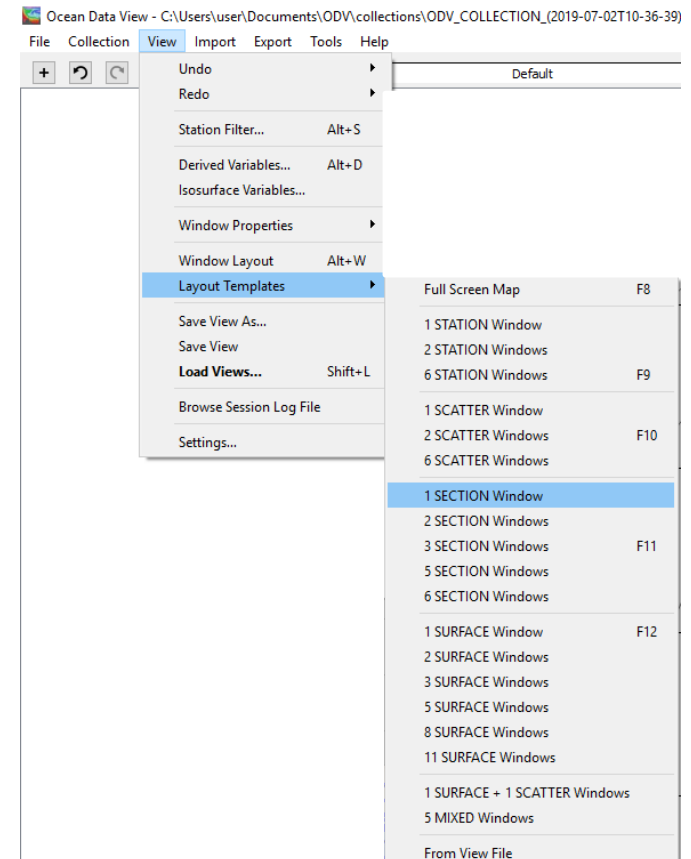 Ocean Data View - C:\Users\user\Documents\ODV\collections\ODV_COLLECTION_(2019-07-02T10-36-39)
File Collection View Import Export Tools Help
Default
Undo
Redo
Station Filter... Alt+S
Derived Variables... Alt+D
Isosurface Variables...
Window Properties
Window Layout Alt+W
Layout Templates
Save View As...
Save View
Load Views... Shift+L
Browse Session Log File
Settings...
Full Screen Map F8
1 STATION Window
2 STATION Windows
6 STATION Windows F9
1 SCATTER Window
2 SCATTER Windows F10
6 SCATTER Windows
1 SECTION Window
2 SECTION Windows
3 SECTION Windows F11
5 SECTION Windows
6 SECTION Windows
1 SURFACE Window F12
2 SURFACE Windows
3 SURFACE Windows
5 SURFACE Windows
8 SURFACE Windows
11 SURFACE Windows
1 SURFACE + 1 SCATTER Windows
5 MIXED Windows
From View File